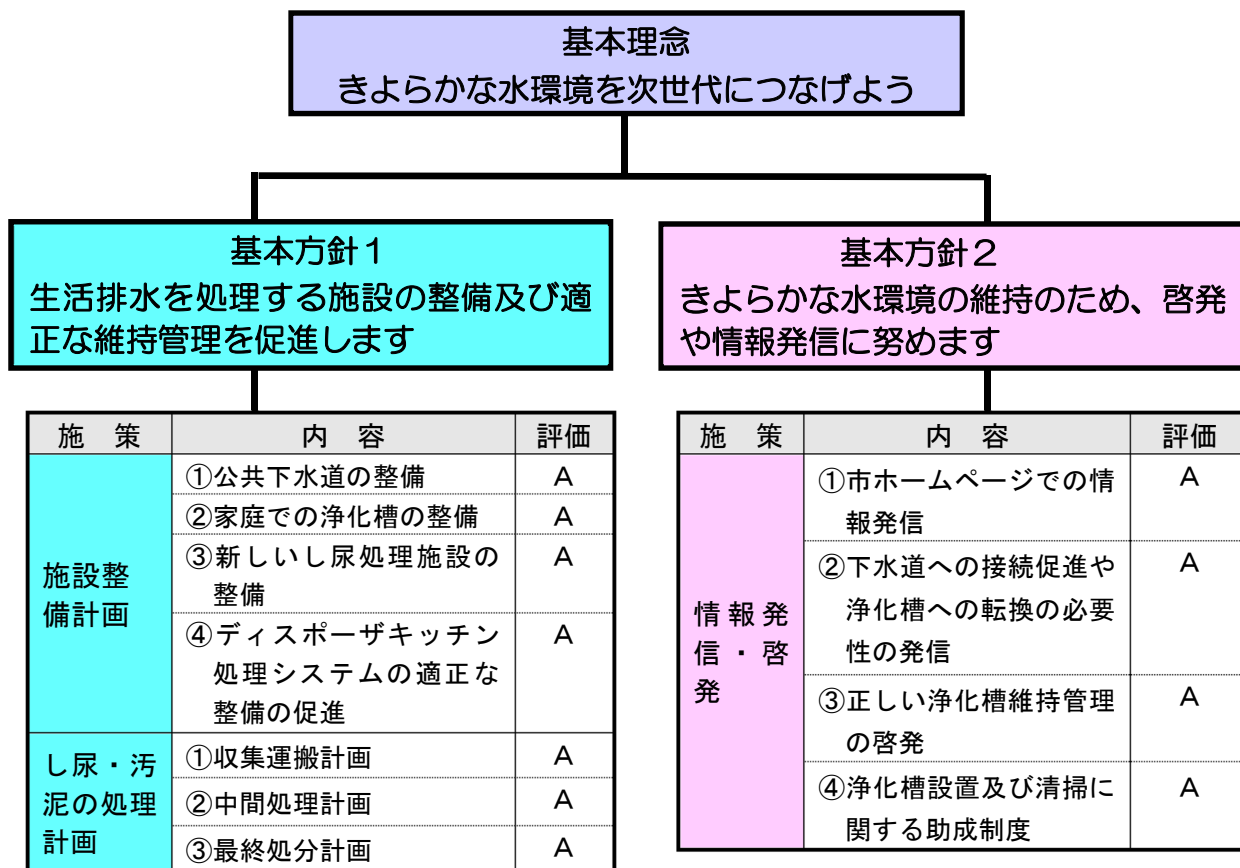 基本理念
きよらかな水環境を次世代につなげよう
基本方針1
生活排水を処理する施設の整備及び適
正な維持管理を促進します
施 策 内 容 評価
施設整
備計画
①公共下水道の整備 A
②家庭での浄化槽の整備 A
③新しいし尿処理施設の A
整備
④ディスポーザキッチン A
処理システムの適正な
整備の促進
し尿・汚
泥の処理
計画
①収集運搬計画 A
②中間処理計画 A
③最終処分計画 A
基本方針2
きよらかな水環境の維持のため、啓発
や情報発信に努めます
施 策 内 容 評価
情報発
信・啓
発
①市ホームページでの情 A
報発信
②下水道への接続促進や A
浄化槽への転換の必要
性の発信
③正しい浄化槽維持管理 A
の啓発
④浄化槽設置及び清掃に A
関する助成制度